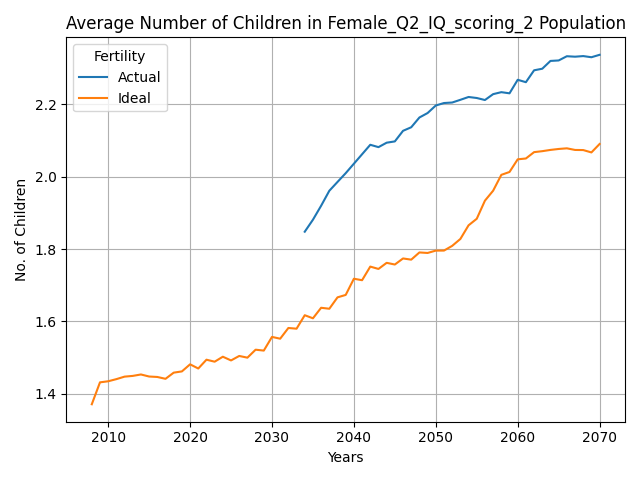 Average Number of Children in Female_Q2_IQ_scoring_2 Population
Fertility
Actual
Ideal
No. of Children
2.2
2.0
1.8
1.6
1.4
2010 2020 2030 2040 2050 2060 2070
Years